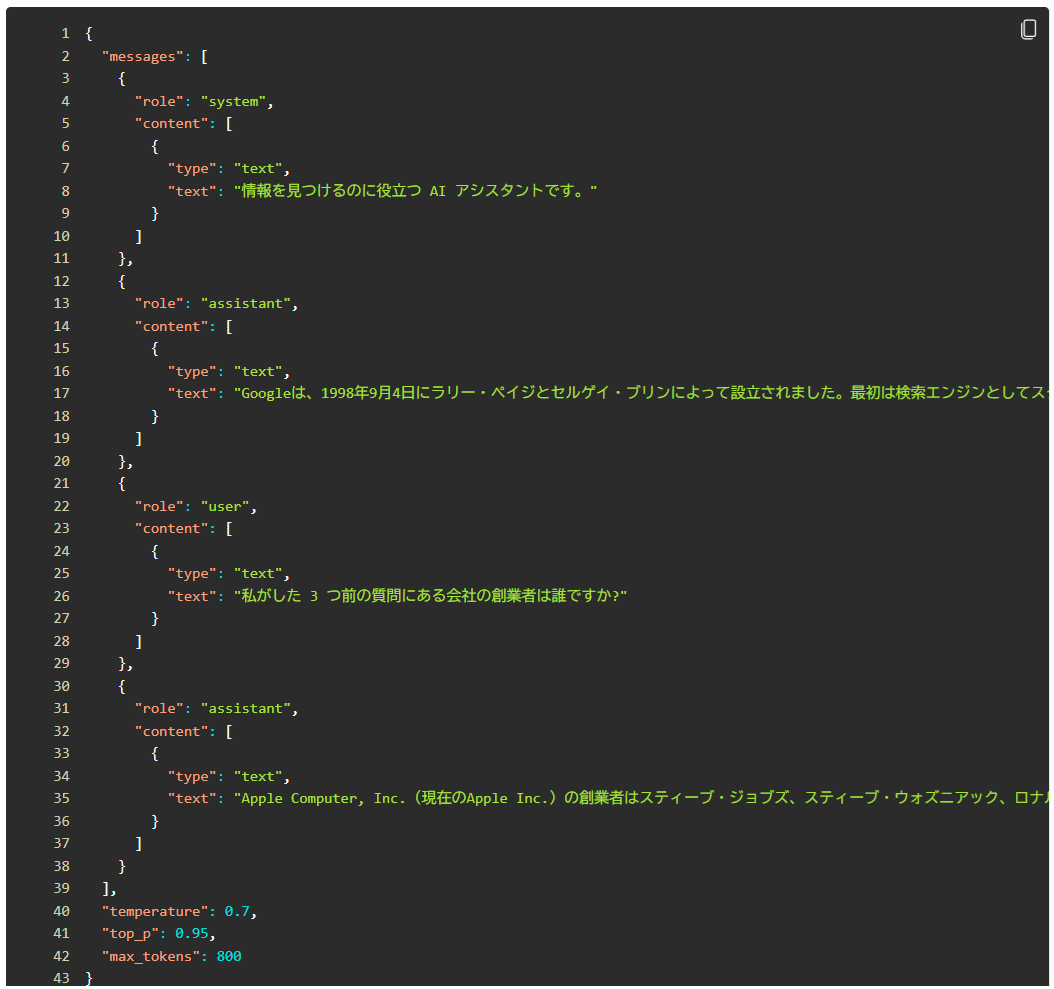 1 {
2 "messages": [
3 {
4 "role": "system",
5 "content": [
6 {
7 "type": "text",
8 "text": "情報を見つけるのに役立つ AI アシスタントです。"
9 }
10 ]
11 },
12 {
13 "role": "assistant",
14 "content": [
15 {
16 "type": "text",
17 "text": "Googleは、1998年9月4日にラリー・ペイジとセルゲイ・ブリンによって設立されました。最初は検索エンジンとしてス
18 }
19 ]
20 },
21 {
22 "role": "user",
23 "content": [
24 {
25 "type": "text",
26 "text": "私がした 3 つ前の質問にある会社の創業者は誰ですか?"
27 }
28 ]
29 },
30 {
31 "role": "assistant",
32 "content": [
33 {
34 "type": "text",
35 "text": "Apple Computer, Inc.（現在のApple Inc.）の創業者はスティーブ・ジョブズ、スティーブ・ウォズニアック、ロナ
36 }
37 ]
38 }
39 ],
40 "temperature": 0.7,
41 "top_p": 0.95,
42 "max_tokens": 800
43 }